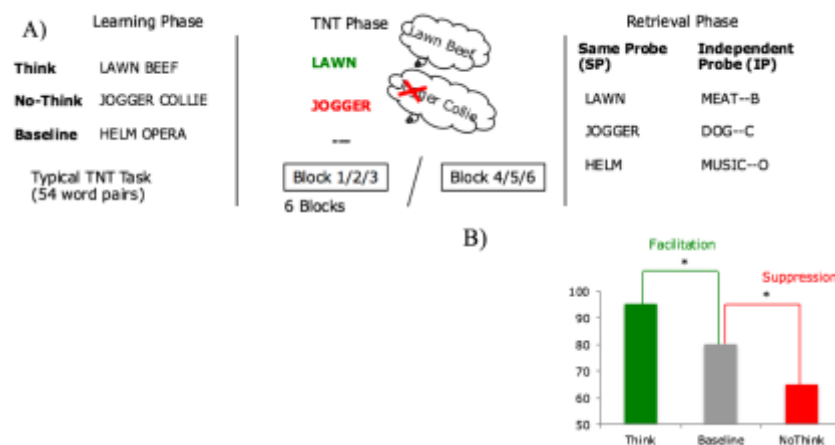 A)
Learning Phase
Think LAWN BEEF
No-Think JOGGER COLLIE
Baseline HELM OPERA
Typical TNT Task
(54 word pairs)
TNT Phase
LAWN
Lawn Beef
JOGGER
Collie
---
Block 1/2/3 / Block 4/5/6
6 Blocks
Retrieval Phase
Same Probe Independent
(SP) Probe (IP)
LAWN MEAT--B
JOGGER DOG--C
HELM MUSIC--O
B)
Facilitation
*
Suppression
*
100
90
80
70
60
50
Think Baseline NoThink